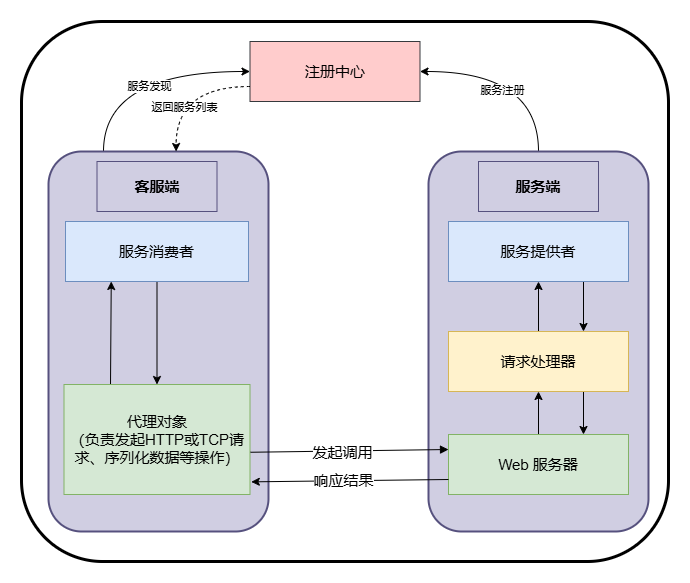 注册中心
服务发现
服务注册
返回服务列表
客服端
服务端
服务消费者
服务提供者
请求处理器
代理对象
(负责发起HTTP或TCP请
求、序列化数据等操作)
发起调用
Web 服务器
响应结果